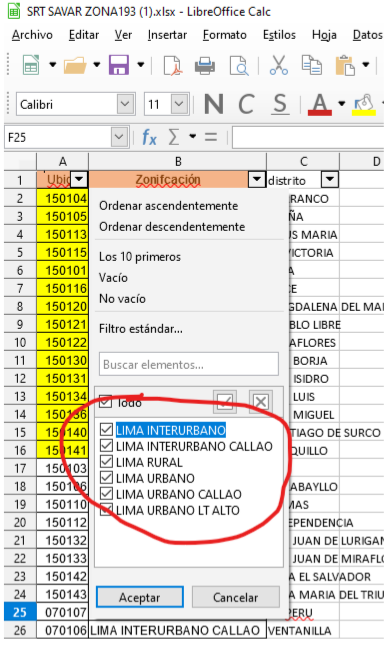 SRT SAVAR ZONA193 (1).xlsx - LibreOffice Calc
Archivo Editar Ver Insertar Formato Estilos Hoja Datos
Calibri 11 N C S A
F25 fx Σ =
A B C D
1 Ubig Zonifcación distrito
2 150104 RRANCO
3 150105 ÑA
4 150113 US MARIA
5 150115 VICTORIA
6 150101 A
7 150116 CE
8 150120 GDALENA DEL MAR
9 150121 BLO LIBRE
10 150122 AFLORES
11 150130 BORJA
12 150131 ISIDRO
13 150134 LUIS
14 150136 MIGUEL
15 150140 TIAGO DE SURCO
16 150141 QUILLO
17 150103
18 150106 ABAYLLO
19 150110 MAS
20 150112 EPENDENCIA
21 150132 JUAN DE LURIGAN
22 150133 JUAN DE MIRAFLO
23 150142 A EL SALVADOR
24 150143 A MARIA DEL TRIU
25 070107 PERU
26 070106 LIMA INTERURBANO CALLAO VENTANILLA
Ordenar ascendentemente
Ordenar descendentemente
Los 10 primeros
Vacío
No vacío
Filtro estándar...
Buscar elementos...
Todo
LIMA INTERURBANO
LIMA INTERURBANO CALLAO
LIMA RURAL
LIMA URBANO
LIMA URBANO CALLAO
LIMA URBANO LT ALTO
Aceptar Cancelar